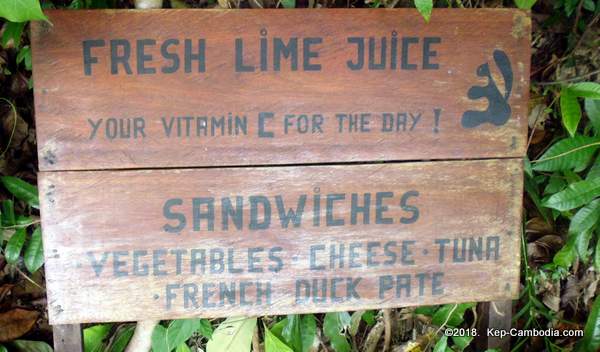 FRESH LIME JUICE
YOUR VITAMIN C FOR THE DAY !
SANDWICHES
·VEGETABLES · CHEESE · TUNA
·FRENCH DUCK PATE
©2018. Kep-Cambodia.com